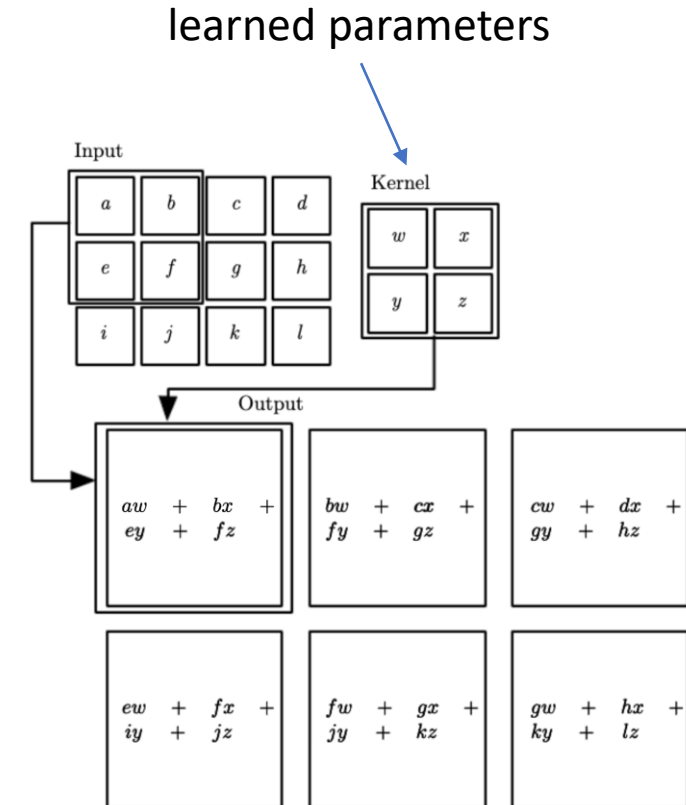 learned parameters
Input
Kernel
a b c d
w x
e f g h
y z
i j k l
Output
aw + bx +
ey + fz
bw + cx +
fy + gz
cw + dx +
gy + hz
ew + fx +
iy + jz
fw + gx +
jy + kz
gw + hx +
ky + lz